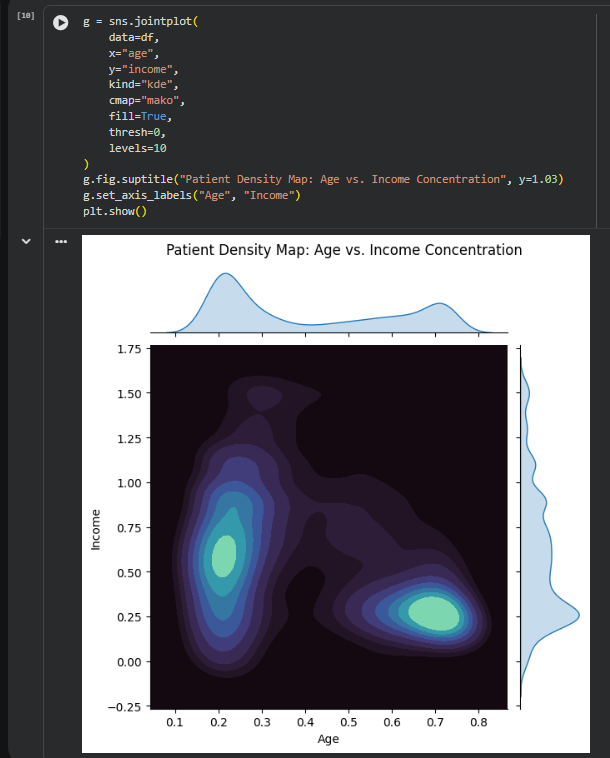 [10]
g = sns.jointplot(
data=df,
x="age",
y="income",
kind="kde",
cmap="mako",
fill=True,
thresh=0,
levels=10
)
g.fig.suptitle("Patient Density Map: Age vs. Income Concentration", y=1.03)
g.set_axis_labels("Age", "Income")
plt.show()
Patient Density Map: Age vs. Income Concentration
1.75
1.50
1.25
1.00
0.75
0.50
0.25
0.00
−0.25
Income
0.1 0.2 0.3 0.4 0.5 0.6 0.7 0.8
Age